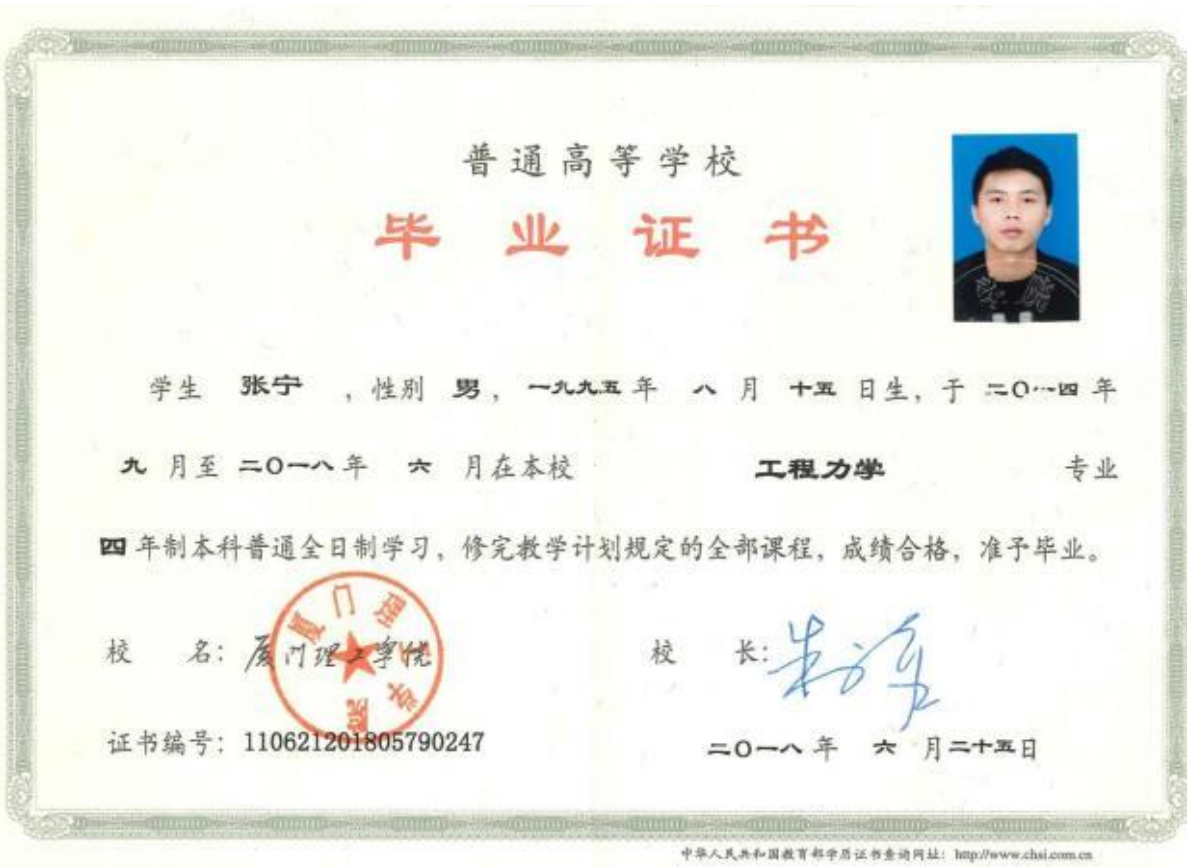 普通高等学校
毕业证书
学生 张宁 ，性别 男，一九九五年 八 月 十五 日生，于 二〇一四 年
九 月至 二〇一八 年 六 月在本校 工程力学 专业
四 年制本科普通全日制学习，修完教学计划规定的全部课程，成绩合格，准予毕业。
校 名：厦门理工学院
厦门理工学院
校 长：
证书编号：110621201805790247
二〇一八 年 六 月二十五日
中华人民共和国教育部学历证书查询网址：http://www.chsi.com.cn